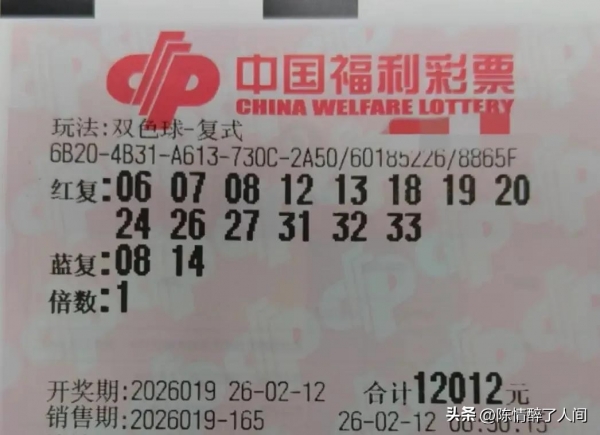 中国福利彩票
CHINA WELFARE LOTTERY
玩法:双色球-复式
6B20-4B31-A613-730C-2A50/60185226/8865F
红复:06 07 08 12 13 18 19 20
24 26 27 31 32 33
蓝复:08 14
倍数:1
开奖期:2026019 26-02-12 合计12012元
销售期:2026019-165 26-02-12
头条 @陈情醉了人间